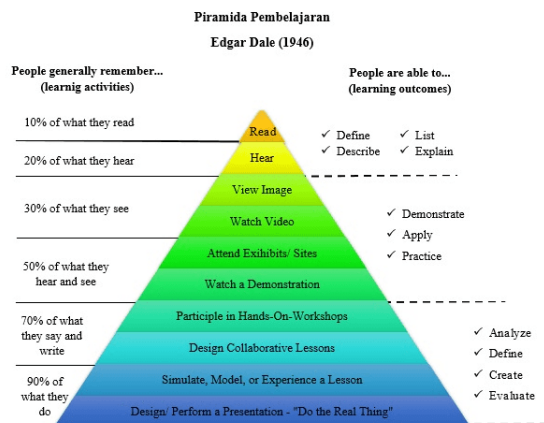 Piramida Pembelajaran
Edgar Dale (1946)
People generally remember...
(learnig activities)
People are able to...
(learning outcomes)
10% of what they read
20% of what they hear
30% of what they see
50% of what they
hear and see
70% of what
they say and
write
90% of
what they
do
Read
Hear
View Image
Watch Video
Attend Exihibits/ Sites
Watch a Demonstration
Participle in Hands-On-Workshops
Design Collaborative Lessons
Simulate, Model, or Experience a Lesson
Design/ Perform a Presentation - "Do the Real Thing"
✓ Define ✓ List
✓ Describe ✓ Explain
✓ Demonstrate
✓ Apply
✓ Practice
✓ Analyze
✓ Define
✓ Create
✓ Evaluate